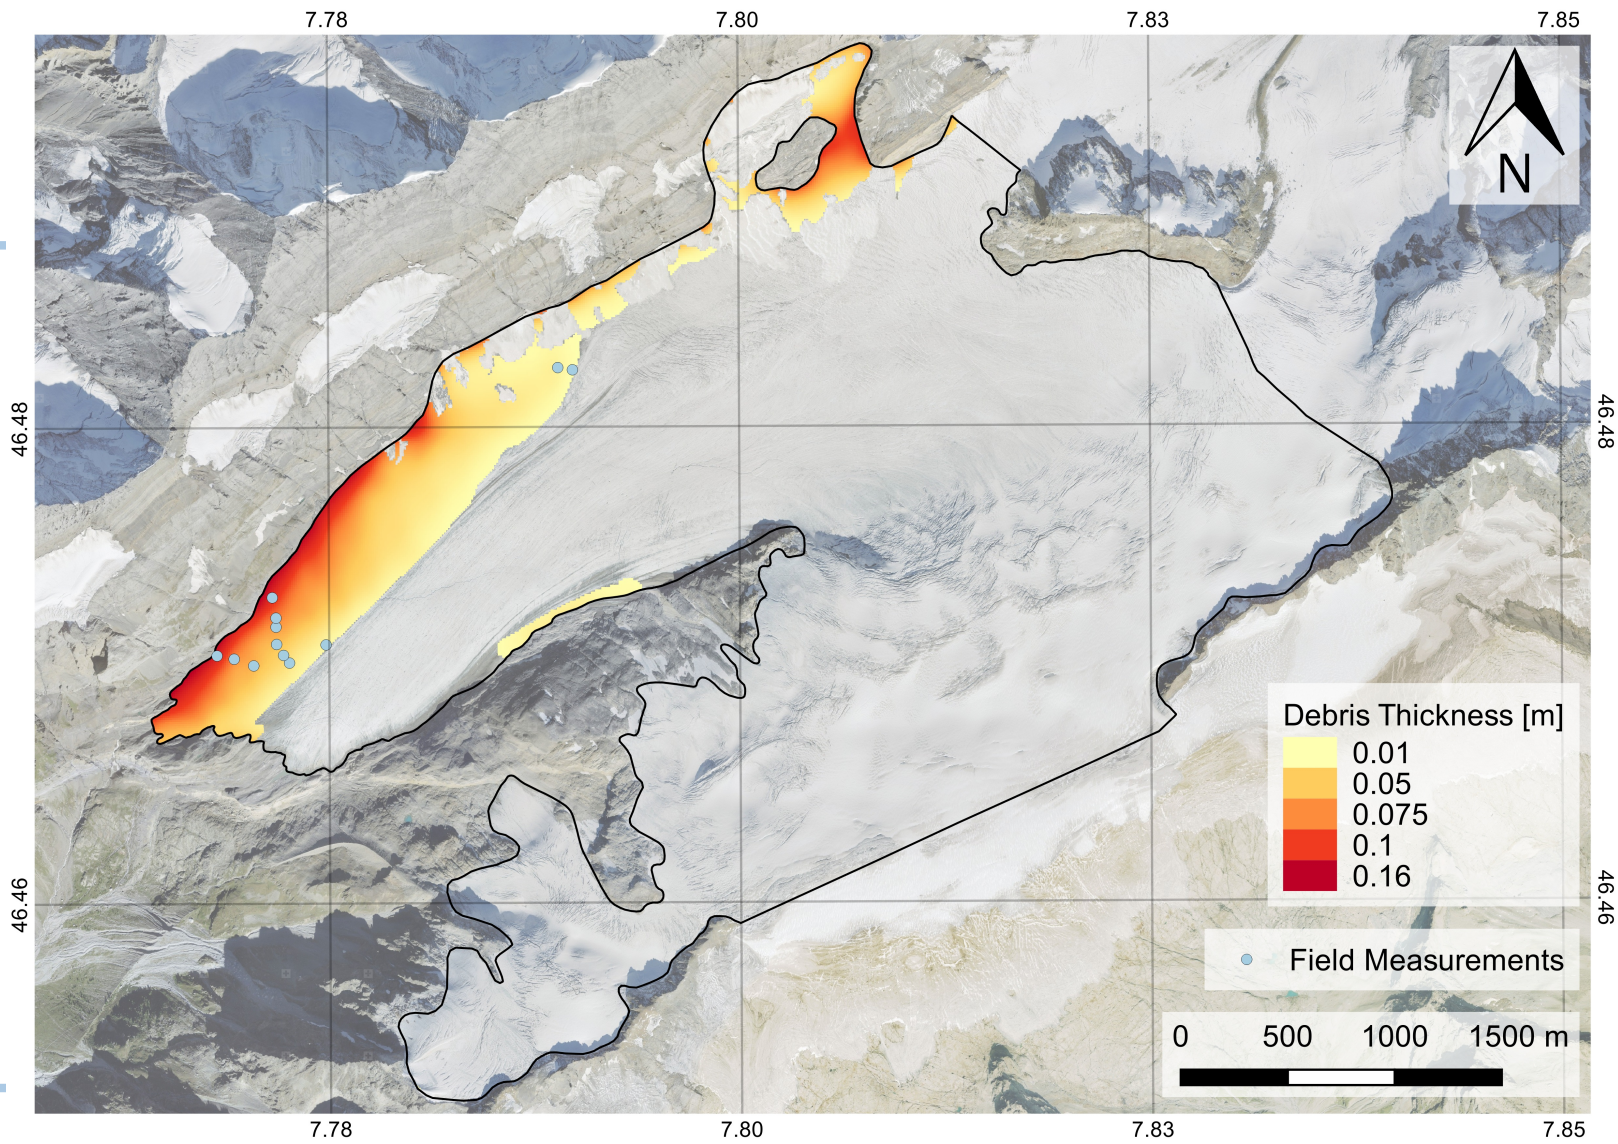 7.78 7.80 7.83 7.85
N
46.48 46.48
Debris Thickness [m]
0.01
0.05
0.075
0.1
0.16
46.46 46.46
Field Measurements
0 500 1000 1500 m
7.78 7.80 7.83 7.85